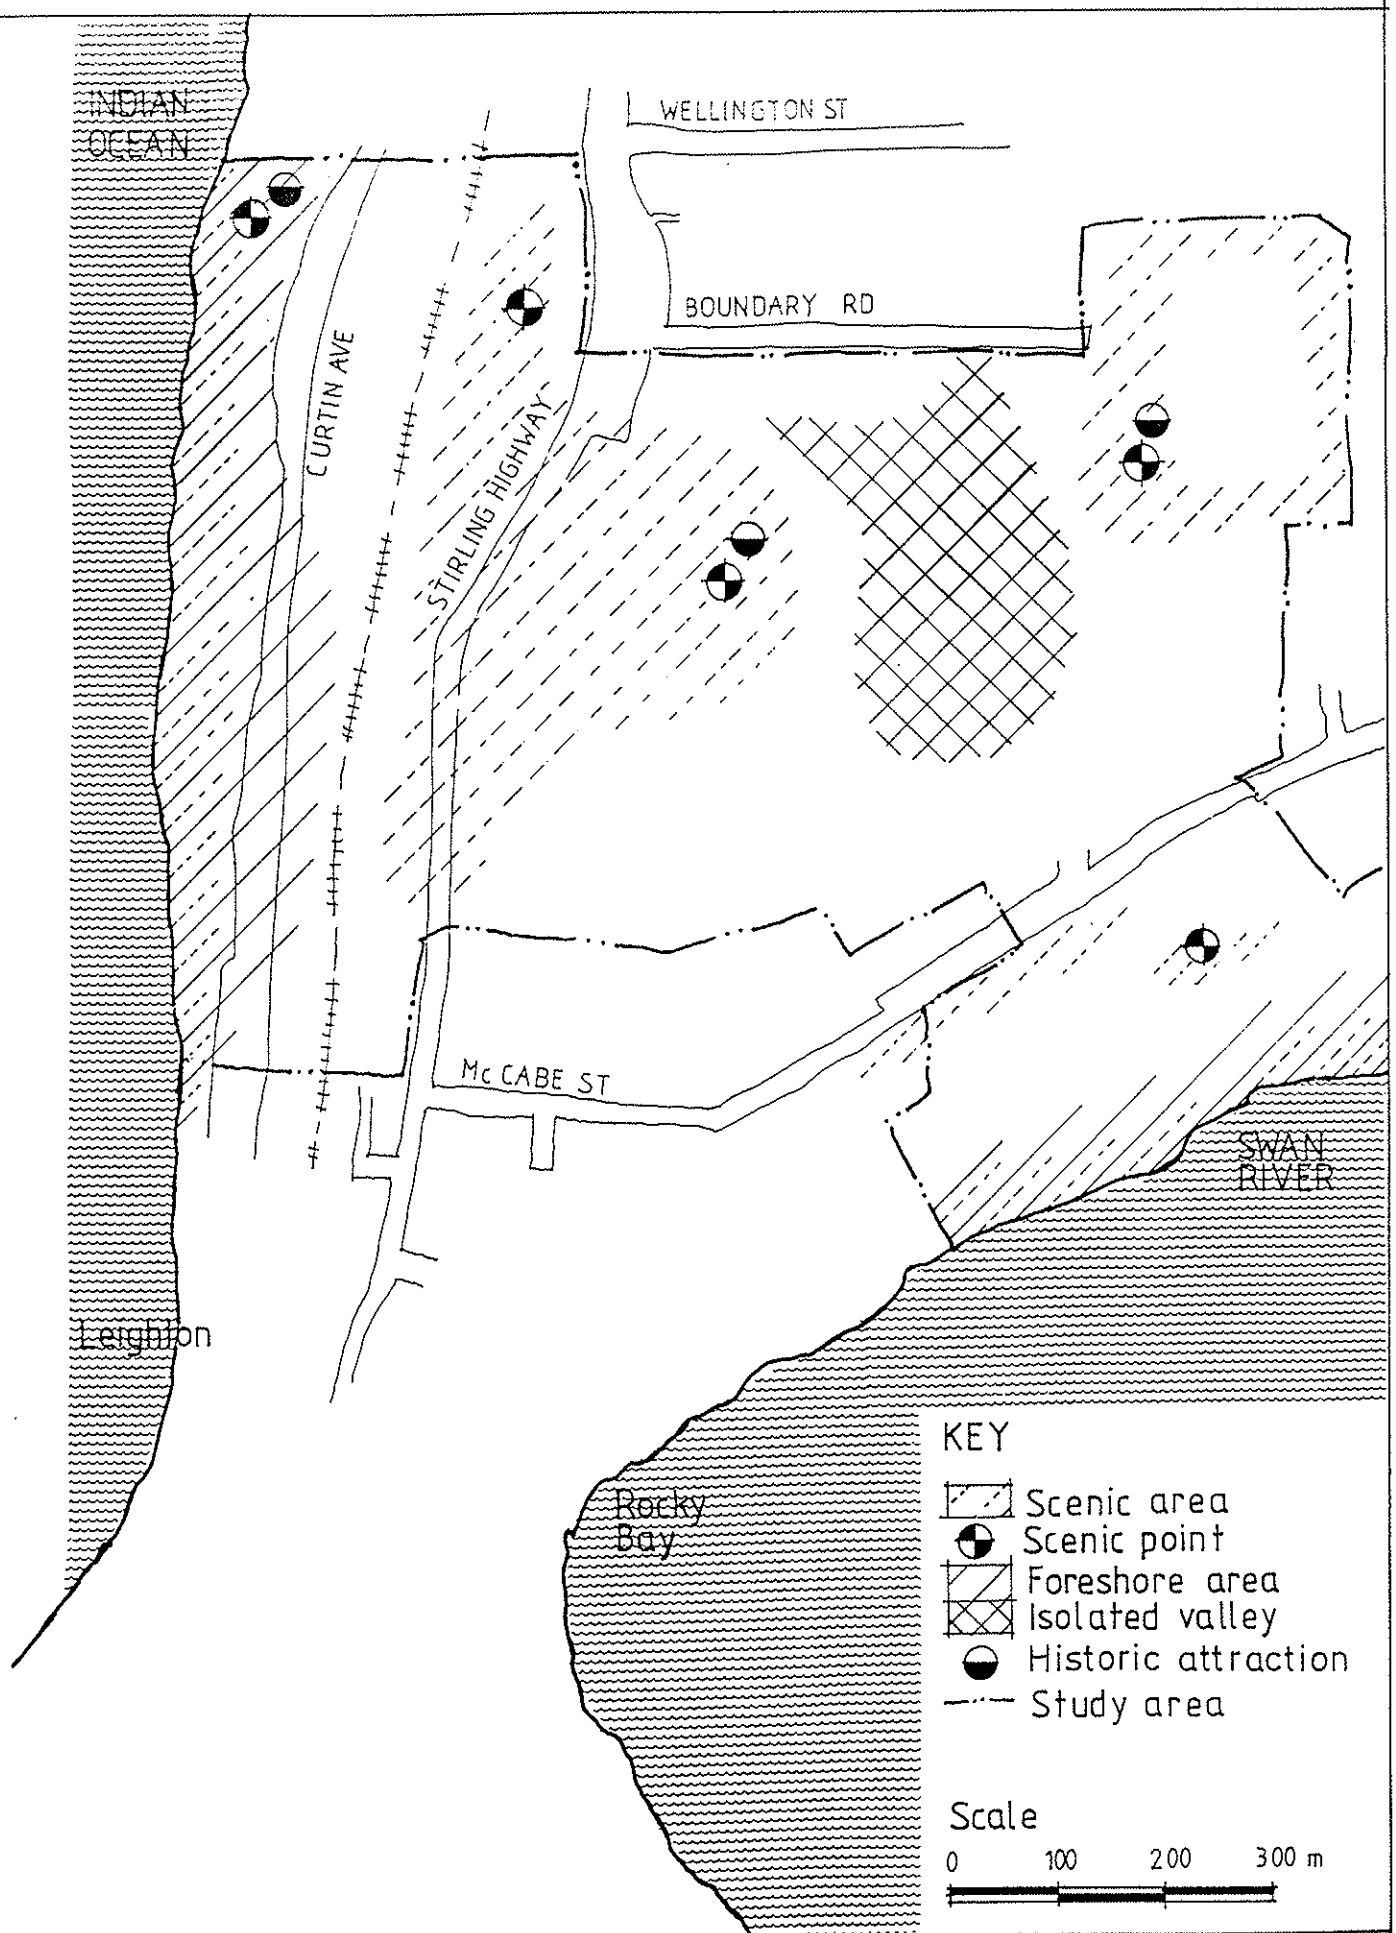 INDIAN
OCEAN
WELLINGTON ST
BOUNDARY RD
CURTIN AVE
STIRLING HIGHWAY
Mc CABE ST
SWAN
RIVER
Leighton
Rocky
Bay
KEY
Scenic area
Scenic point
Foreshore area
Isolated valley
Historic attraction
Study area
Scale
0 100 200 300 m